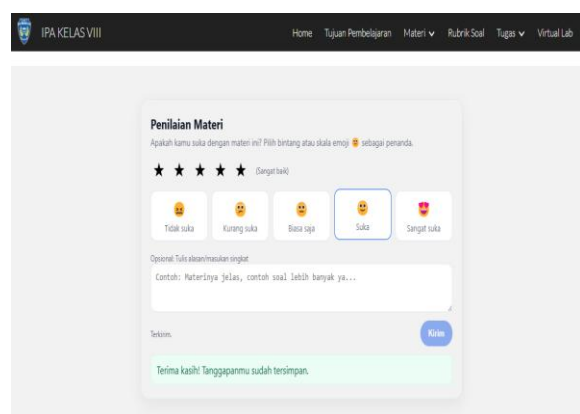 IPA KELAS VIII Home Tujuan Pembelajaran Materi Rubrik Soal Tugas Virtual Lab
Penilaian Materi
Apakah kamu suka dengan materi ini? Pilih bintang atau skala emoji 🙂 sebagai penanda.
★ ★ ★ ★ ★ (Sangat baik)
Tidak suka Kurang suka Biasa saja Suka Sangat suka
Opsional: Tulis alasan/masukan singkat
Contoh: Materinya jelas, contoh soal lebih banyak ya...
Terkirim. Kirim
Terima kasih! Tanggapanmu sudah tersimpan.